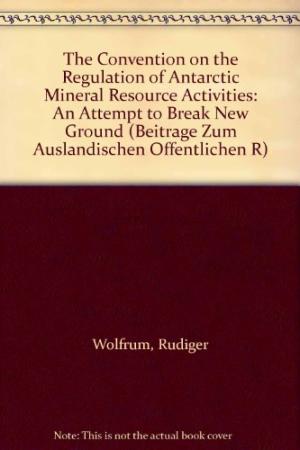 The Convention on the
Regulation of Antarctic
Mineral Resource Activities:
An Attempt to Break New
Ground (Beitrage Zum
Auslandischen Offentlichen R)
Wolfrum, Rudiger
Note: This is not the actual book cover